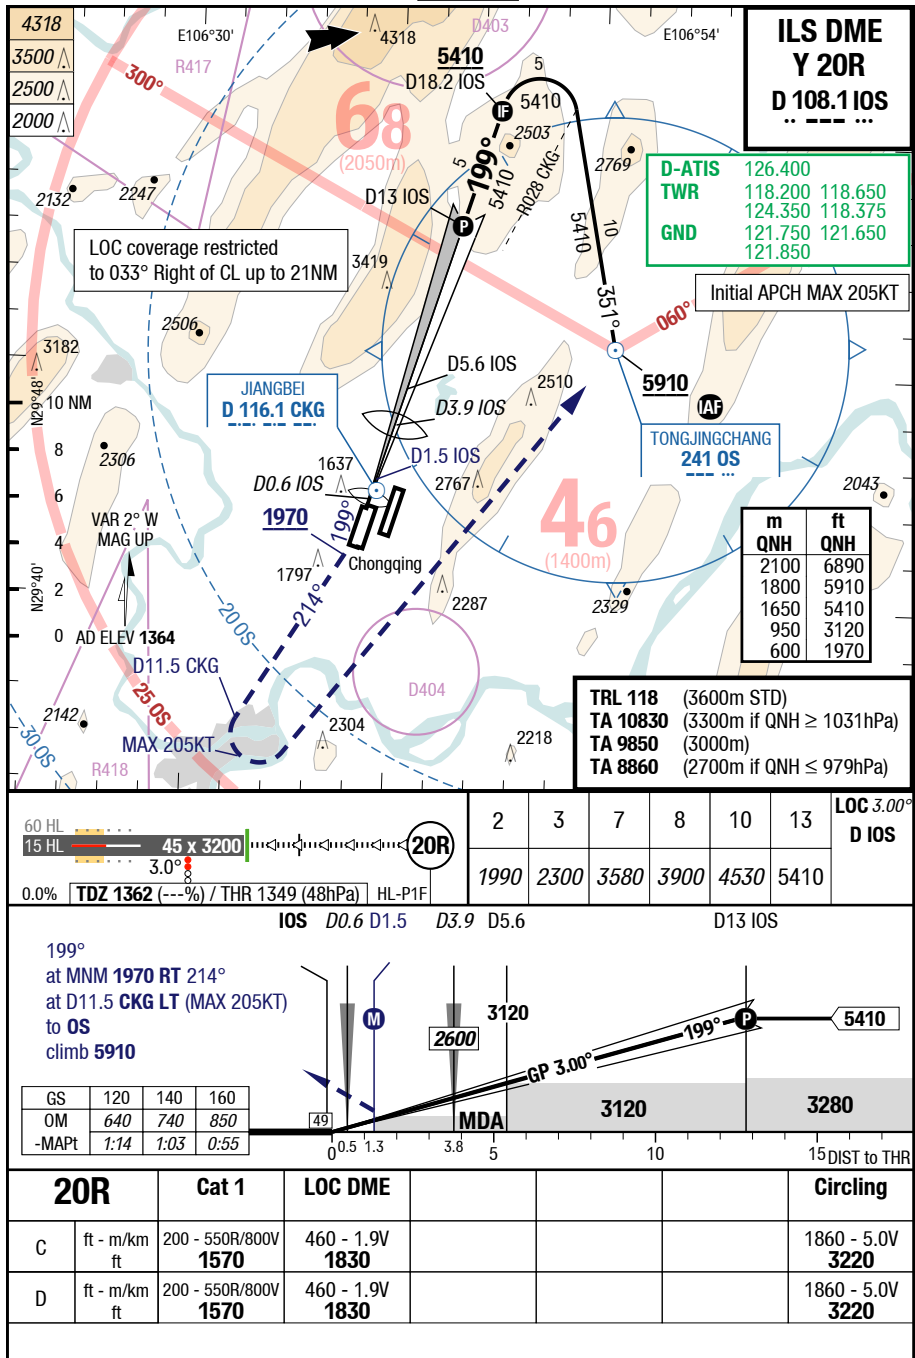 4318
3500
2500
2000
E106°30'
R417
300°
4318
D403
5410
D18.2 IOS
IF
5
5410
E106°54'
ILS DME
Y 20R
D 108.1 IOS
68
(2050m)
2503
2769
D-ATIS 126.400
TWR 118.200 118.650
124.350 118.375
GND 121.750 121.650
121.850
2132
2247
D13 IOS
P
5
199°
5410
R028 CKG
5410
10
LOC coverage restricted
to 033° Right of CL up to 21NM
3419
351°
060°
Initial APCH MAX 205KT
2506
3182
N29°48'
10 NM
8
6
4
2
0
N29°40'
JIANGBEI
D 116.1 CKG
D5.6 IOS
D3.9 IOS
2510
5910
IAF
TONGJINGCHANG
241 OS
2306
1637
D1.5 IOS
D0.6 IOS
2767
2043
1970
199°
46
(1400m)
VAR 2° W
MAG UP
Chongqing
1797
2287
2329
m ft
QNH QNH
2100 6890
1800 5910
1650 5410
950 3120
600 1970
214°
20 OS
AD ELEV 1364
D11.5 CKG
25 OS
D404
2142
30 OS
MAX 205KT
2304
2218
R418
TRL 118 (3600m STD)
TA 10830 (3300m if QNH ≥ 1031hPa)
TA 9850 (3000m)
TA 8860 (2700m if QNH ≤ 979hPa)
60 HL
15 HL
45 x 3200
20R
3.0°
0.0%
TDZ 1362 (---%) / THR 1349 (48hPa)
HL-P1F
2 3 7 8 10 13 LOC 3.00°
D IOS
1990 2300 3580 3900 4530 5410
IOS D0.6 D1.5 D3.9 D5.6 D13 IOS
199°
at MNM 1970 RT 214°
at D11.5 CKG LT (MAX 205KT)
to OS
climb 5910
M
2600
3120
GP 3.00°
199°
P
5410
49
MDA
3120
3280
0 0.5 1.3 3.8 5 10 15 DIST to THR
GS 120 140 160
OM 640 740 850
-MAPt 1:14 1:03 0:55
20R Cat 1 LOC DME Circling
C ft - m/km 200 - 550R/800V 460 - 1.9V 1860 - 5.0V
ft 1570 1830 3220
D ft - m/km 200 - 550R/800V 460 - 1.9V 1860 - 5.0V
ft 1570 1830 3220